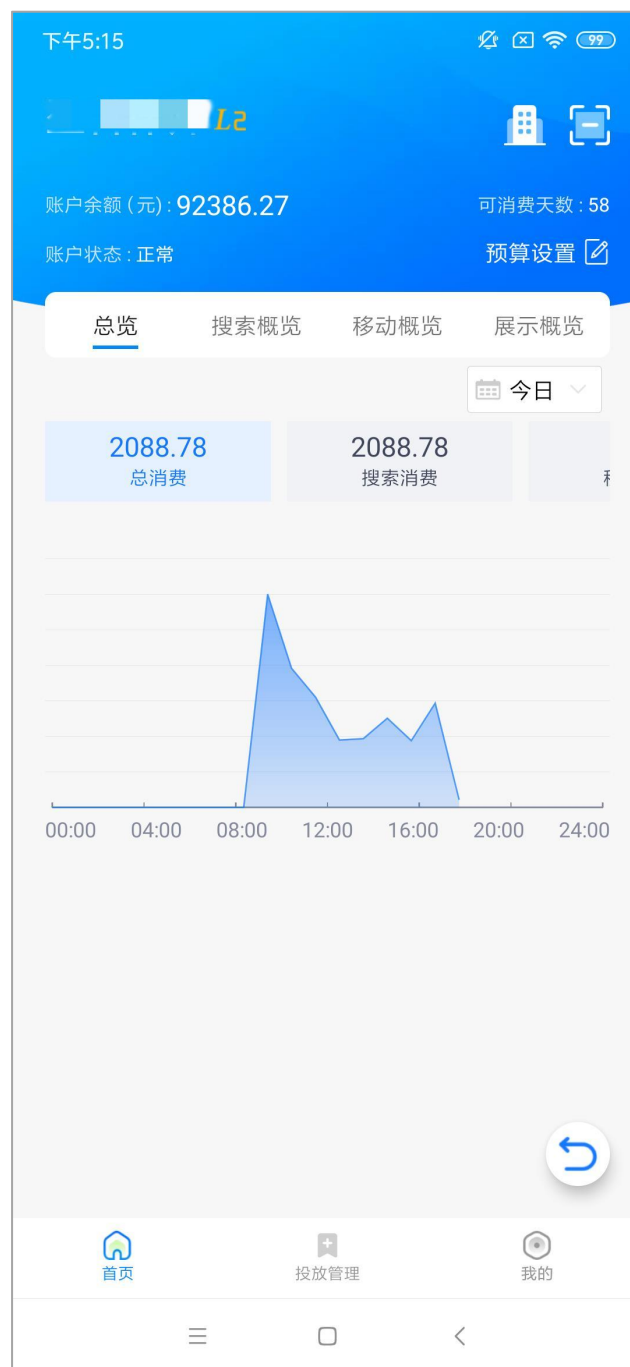 下午5:15 99
L2
账户余额(元):92386.27 可消费天数:58
账户状态:正常 预算设置
总览 搜索概览 移动概览 展示概览
今日
2088.78 2088.78
总消费 搜索消费
00:00 04:00 08:00 12:00 16:00 20:00 24:00
首页 投放管理 我的